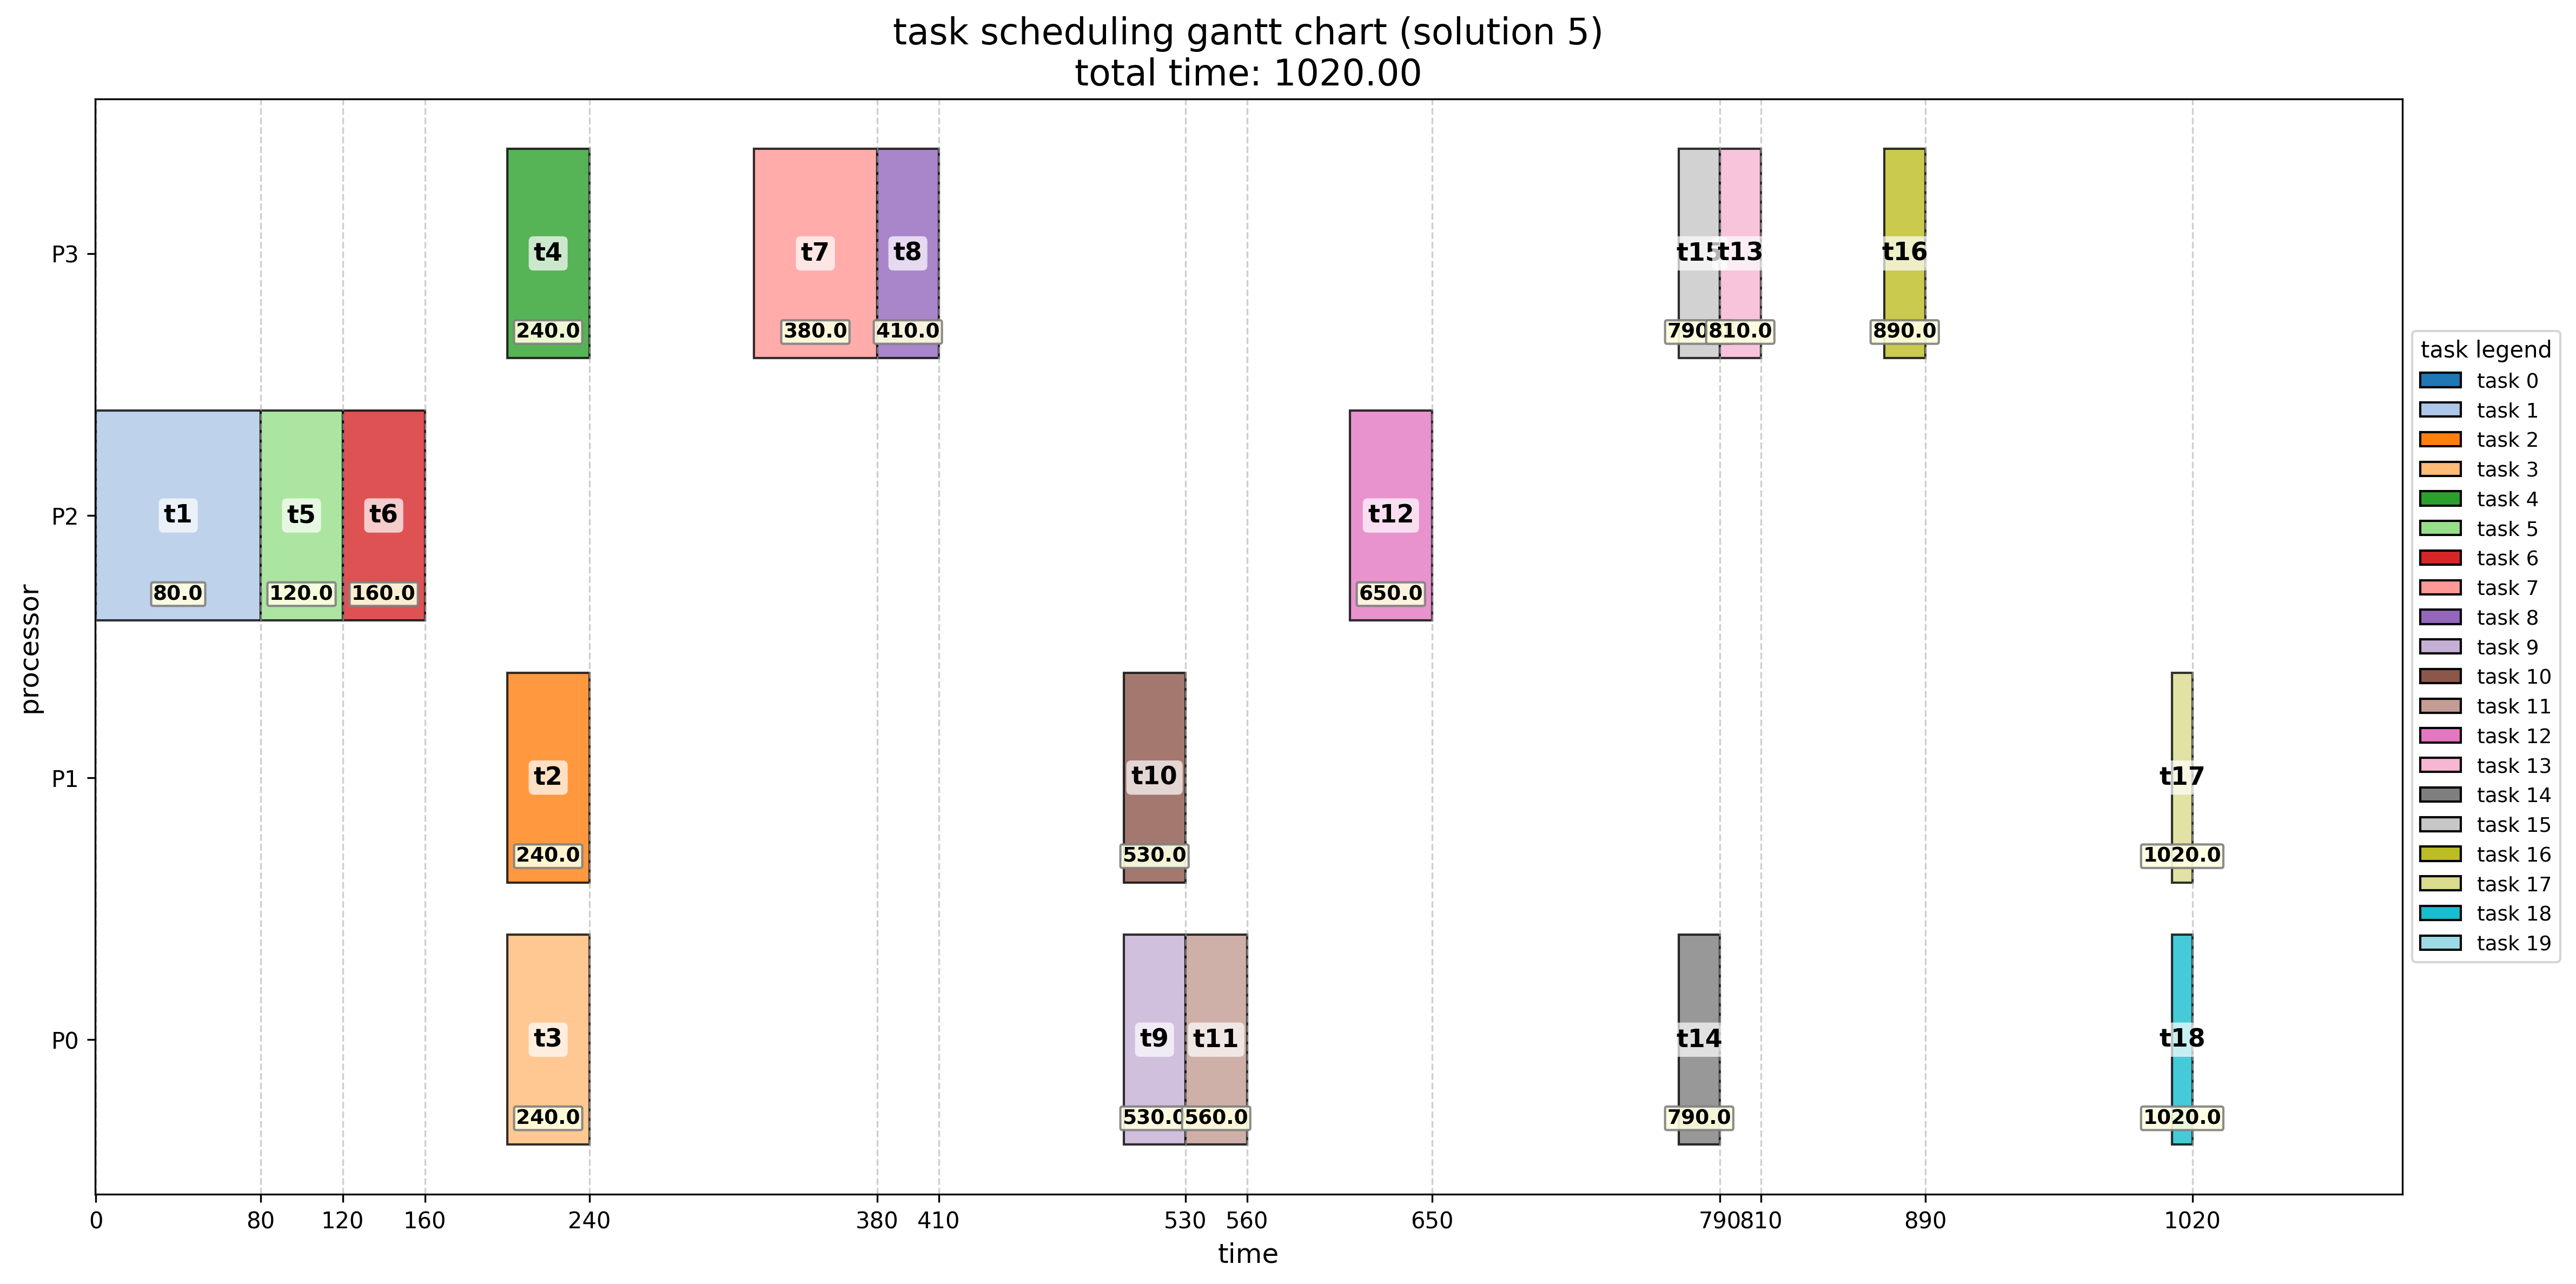 task scheduling gantt chart (solution 5)
total time: 1020.00
processor
P3
t4
240.0
t7
380.0
t8
410.0
t15
790
t13
810.0
t16
890.0
P2
t1
80.0
t5
120.0
t6
160.0
t12
650.0
P1
t2
240.0
t10
530.0
t17
1020.0
P0
t3
240.0
t9
530.0
t11
560.0
t14
790.0
t18
1020.0
0 80 120 160 240 380 410 530 560 650 790 810 890 1020
time
task legend
task 0
task 1
task 2
task 3
task 4
task 5
task 6
task 7
task 8
task 9
task 10
task 11
task 12
task 13
task 14
task 15
task 16
task 17
task 18
task 19